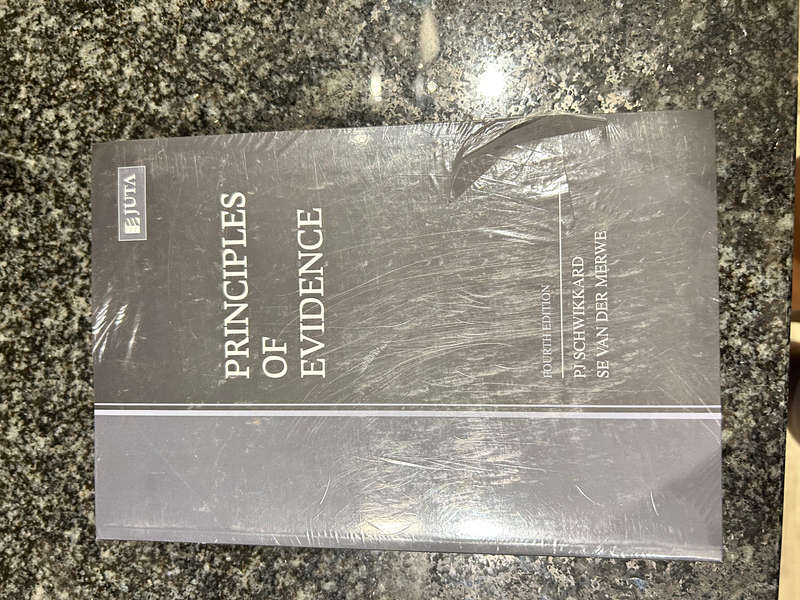 JUTA
PRINCIPLES
OF
EVIDENCE
FOURTH EDITION
PJ SCHWIKKARD
SE VAN DER MERWE